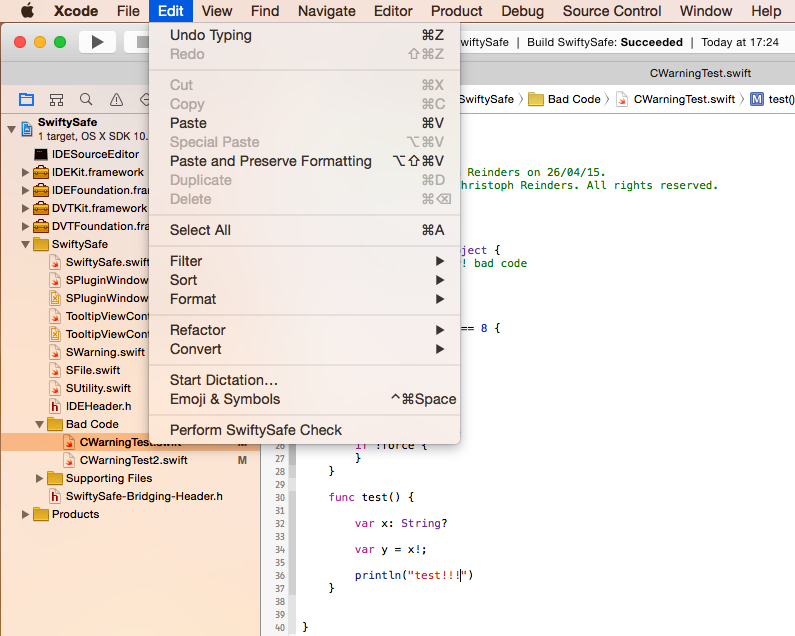 Xcode File Edit View Find Navigate Editor Product Debug Source Control Window Help
wiftySafe | Build SwiftySafe: Succeeded | Today at 17:24
CWarningTest.swift
SwiftySafe Bad Code CWarningTest.swift M test()
Undo Typing ⌘Z
Redo ⇧⌘Z
Cut ⌘X
Copy ⌘C
Paste ⌘V
Special Paste ⌥⌘V
Paste and Preserve Formatting ⌥⇧⌘V
Duplicate ⌘D
Delete ⌘⌫
Select All ⌘A
Filter
Sort
Format
Refactor
Convert
Start Dictation…
Emoji & Symbols ^⌘Space
Perform SwiftySafe Check
SwiftySafe
1 target, OS X SDK 10.
IDESourceEditor
IDEKit.framework
IDEFoundation.fra
DVTKit.framework
DVTFoundation.fra
SwiftySafe
SwiftySafe.swift
SPluginWindow
SPluginWindow
TooltipViewCont
TooltipViewCont
SWarning.swift
SFile.swift
SUtility.swift
h IDEHeader.h
Bad Code
CWarningTest.swift M
CWarningTest2.swift M
Supporting Files
h SwiftySafe-Bridging-Header.h
Products
Reinders on 26/04/15.
hristoph Reinders. All rights reserved.
ject {
! bad code
== 8 {
26 if !force {
27 }
28 }
29
30 func test() {
31
32 var x: String?
33
34 var y = x!;
35
36 println("test!!!")
37 }
38
39
40 }